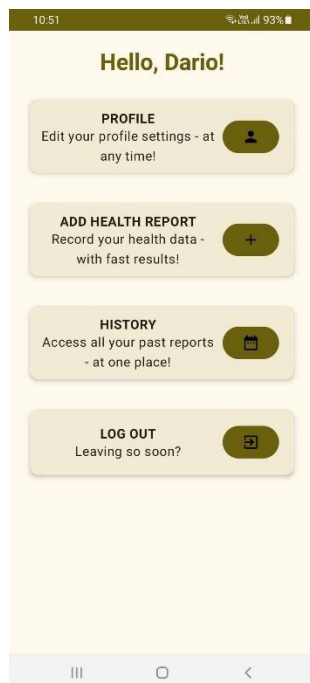 10:51 93%
Hello, Dario!
PROFILE
Edit your profile settings - at
any time!
ADD HEALTH REPORT
Record your health data -
with fast results!
HISTORY
Access all your past reports
- at one place!
LOG OUT
Leaving so soon?